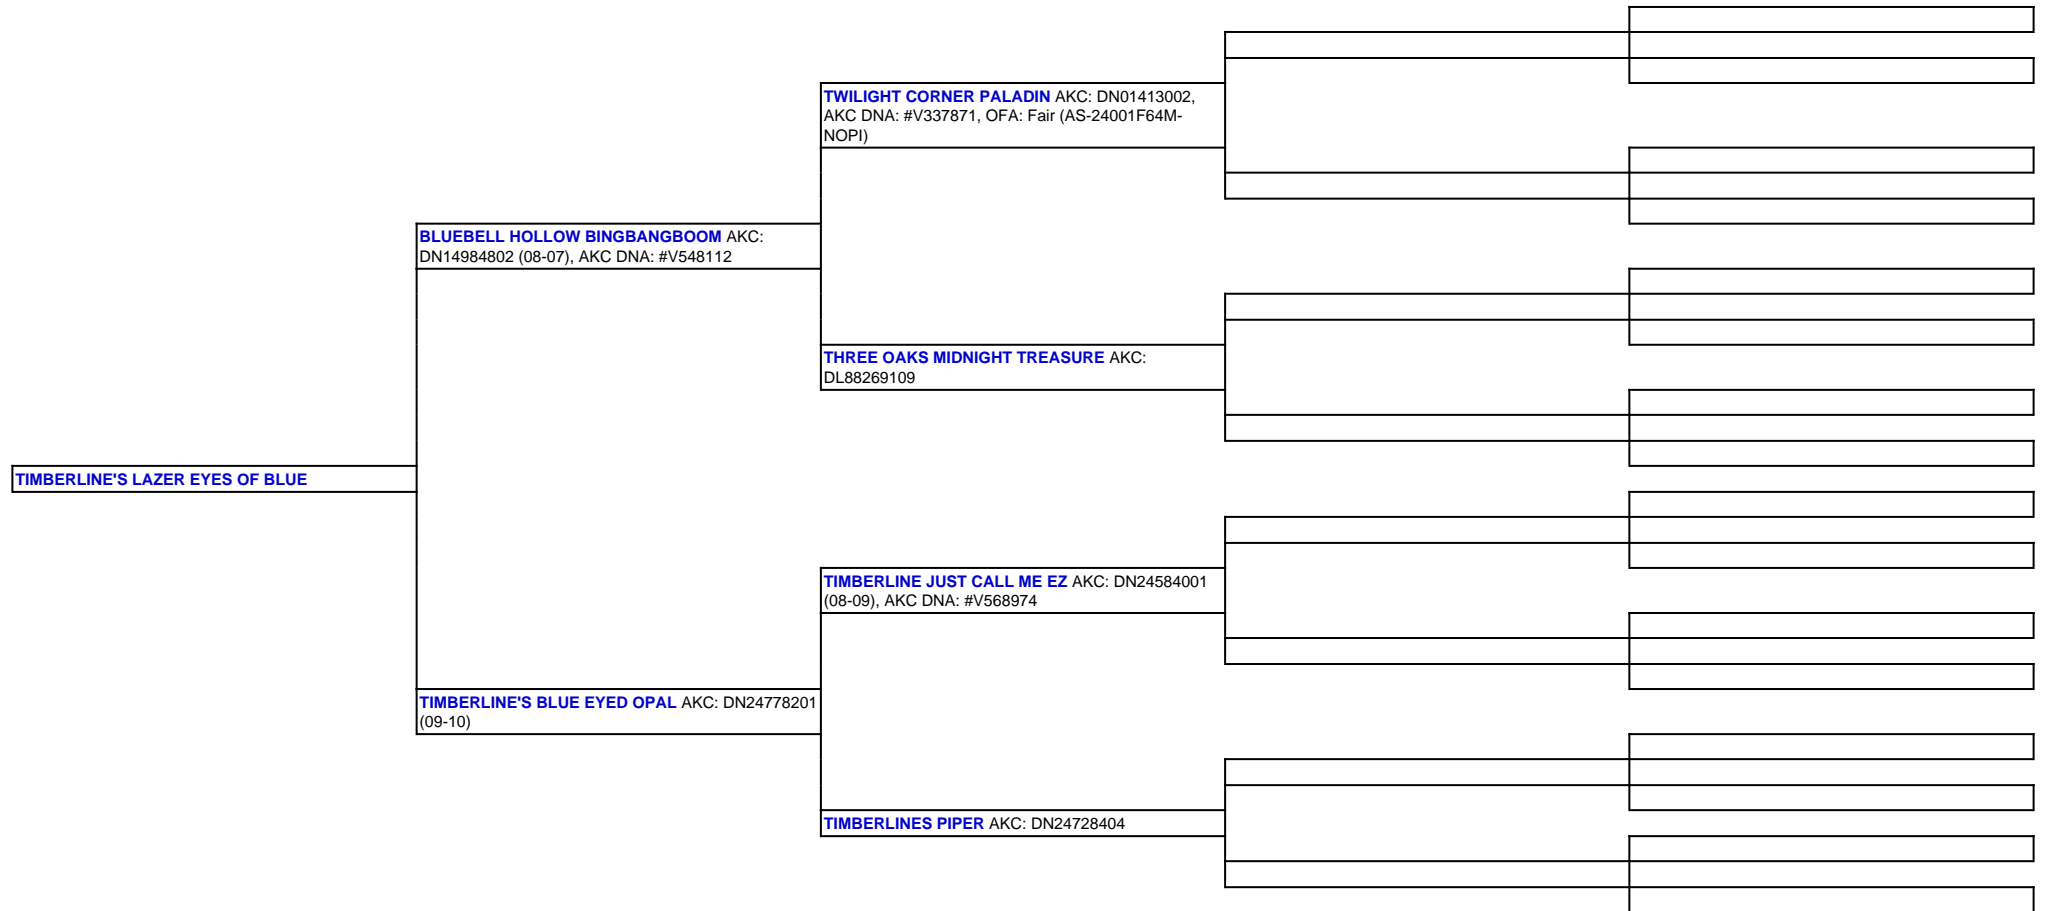 TWILIGHT CORNER PALADIN AKC: DN01413002,
AKC DNA: #V337871, OFA: Fair (AS-24001F64M-
NOPI)
BLUEBELL HOLLOW BINGBANGBOOM AKC:
DN14984802 (08-07), AKC DNA: #V548112
THREE OAKS MIDNIGHT TREASURE AKC:
DL88269109
TIMBERLINE'S LAZER EYES OF BLUE
TIMBERLINE JUST CALL ME EZ AKC: DN24584001
(08-09), AKC DNA: #V568974
TIMBERLINE'S BLUE EYED OPAL AKC: DN24778201
(09-10)
TIMBERLINES PIPER AKC: DN24728404